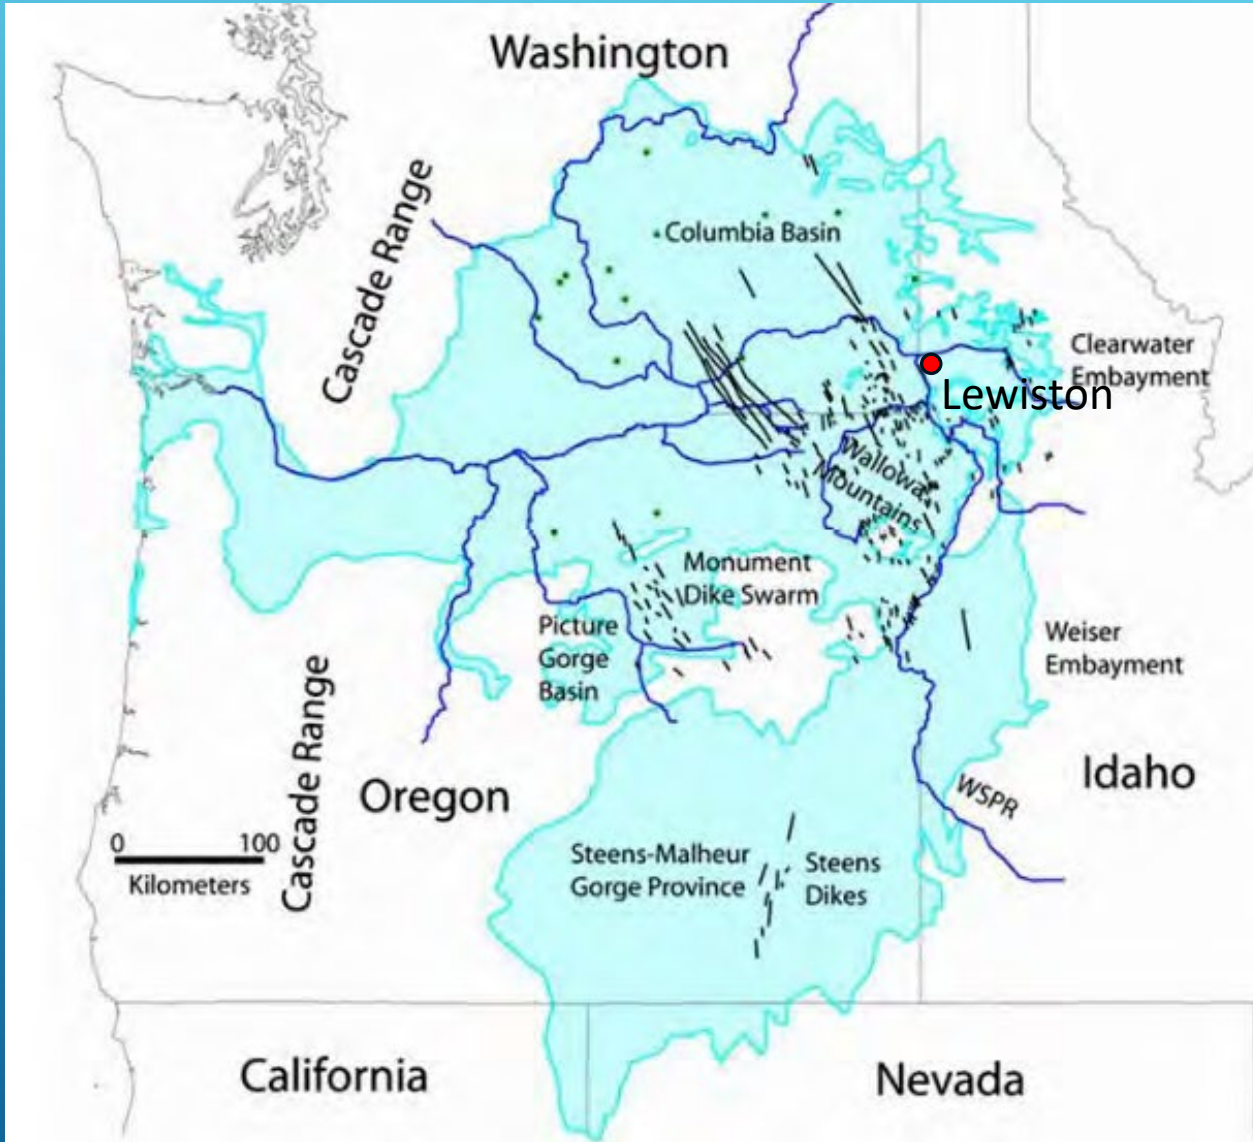 Washington
Cascade Range
Columbia Basin
Clearwater
Embayment
Lewiston
Wallowa
Mountains
Monument
Dike Swarm
Picture
Gorge
Basin
Weiser
Embayment
Cascade Range
Oregon
Idaho
WSPR
0 100
Kilometers
Steens-Malheur
Gorge Province
Steens
Dikes
California
Nevada